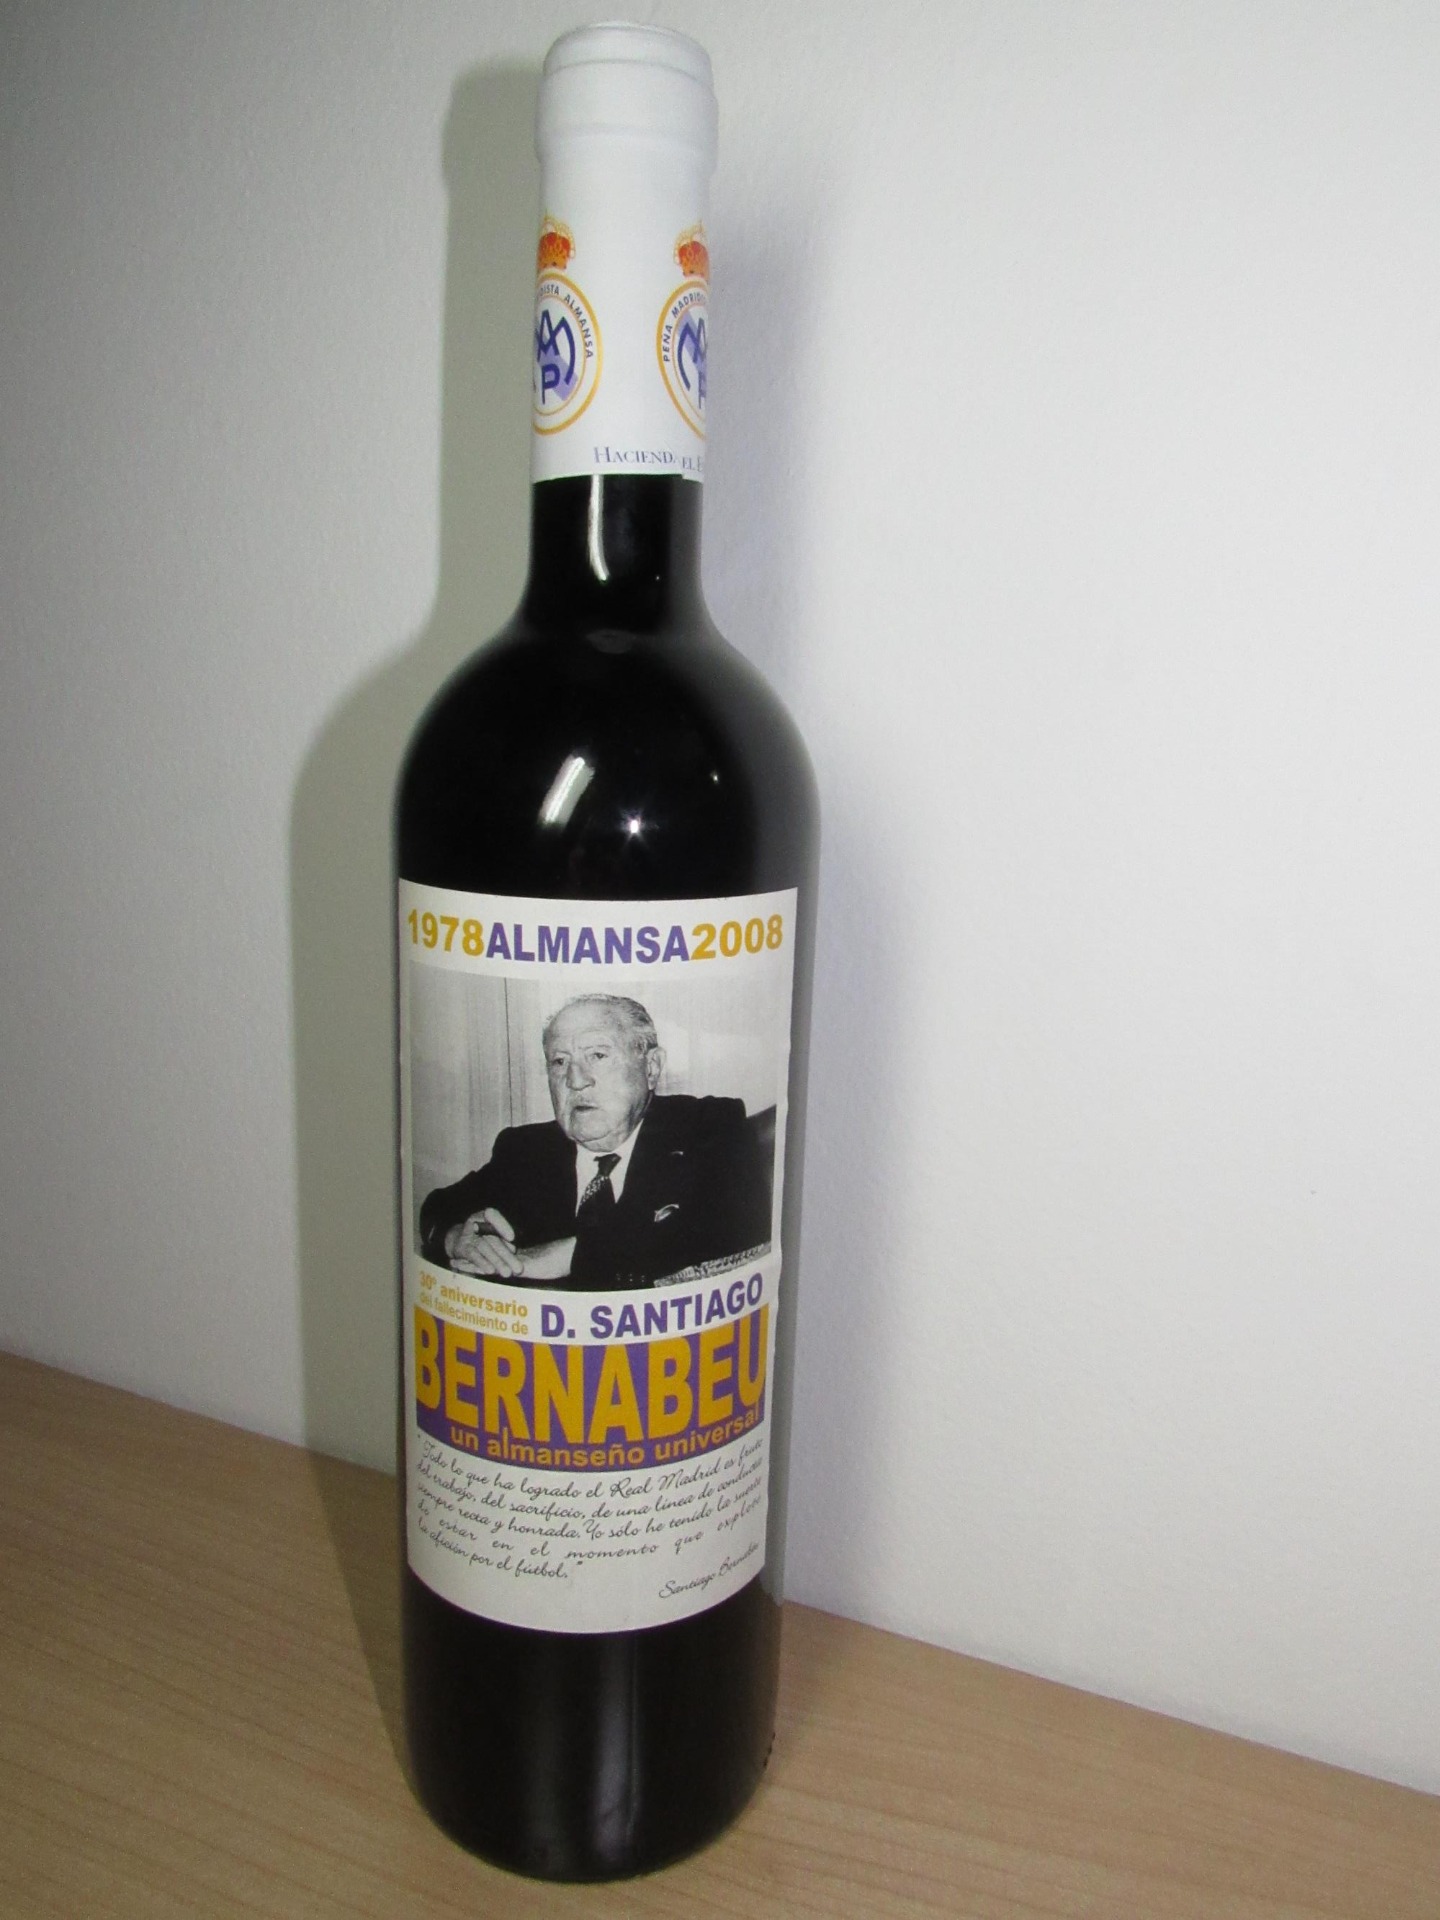 MADRIDISTA ALMANSA
AMP
PEÑA MADRIDISTA
HACIENDA EL
1978ALMANSA2008
30º aniversario
del fallecimiento de
D. SANTIAGO
BERNABEU
un almanseño universal
"Todo lo que ha logrado el Real Madrid es fruto
del trabajo, del sacrificio, de una línea de conducta
siempre recta y honrada. Yo sólo he tenido la suerte
de estar en el momento que explotó
la afición por el fútbol."
Santiago Bernabeu